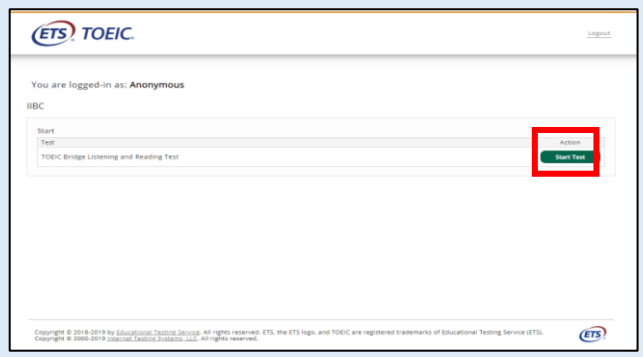 ETS TOEIC.
Logout
You are logged-in as: Anonymous
IIBC
Start
Test Action
TOEIC Bridge Listening and Reading Test Start Test
Copyright © 2018-2019 by Educational Testing Service. All rights reserved. ETS, the ETS logo, and TOEIC are registered trademarks of Educational Testing Service (ETS).
Copyright © 2000-2019 Internet Testing Systems, LLC. All rights reserved.
ETS